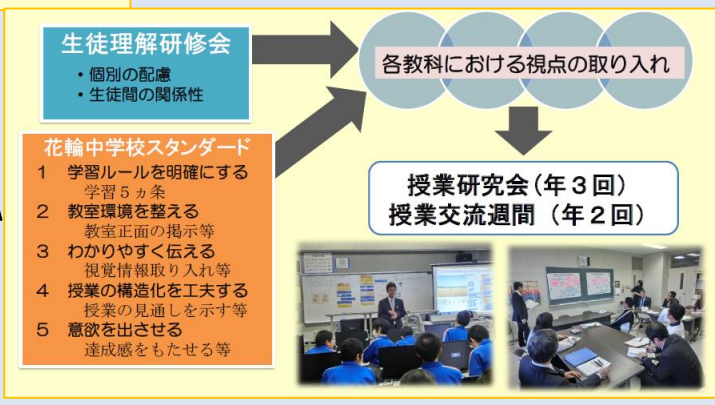 生徒理解研修会
・個別の配慮
・生徒間の関係性
花輪中学校スタンダード
1 学習ルールを明確にする
学習5ヵ条
2 教室環境を整える
教室正面の掲示等
3 わかりやすく伝える
視覚情報取り入れ等
4 授業の構造化を工夫する
授業の見通しを示す等
5 意欲を出させる
達成感をもたせる等
各教科における視点の取り入れ
授業研究会(年3回)
授業交流週間(年2回)